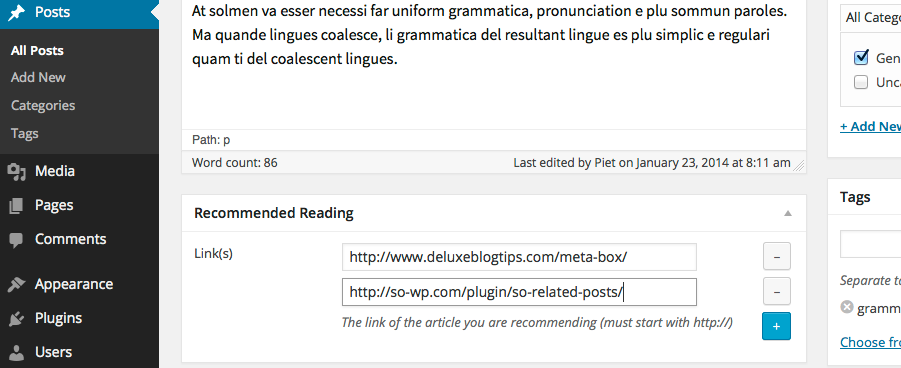 Posts
All Posts
Add New
Categories
Tags
Media
Pages
Comments
Appearance
Plugins
Users
At solmen va esser necessi far uniform grammatica, pronunciation e plu sommun paroles.
Ma quande lingues coalesce, li grammatica del resultant lingue es plu simplic e regulari
quam ti del coalescent lingues.
Path: p
Word count: 86 Last edited by Piet on January 23, 2014 at 8:11 am
Recommended Reading
Link(s)
http://www.deluxeblogtips.com/meta-box/
http://so-wp.com/plugin/so-related-posts/
The link of the article you are recommending (must start with http://)
All Catego
Gen
Unca
+ Add New
Tags
Separate ta
gramm
Choose fro